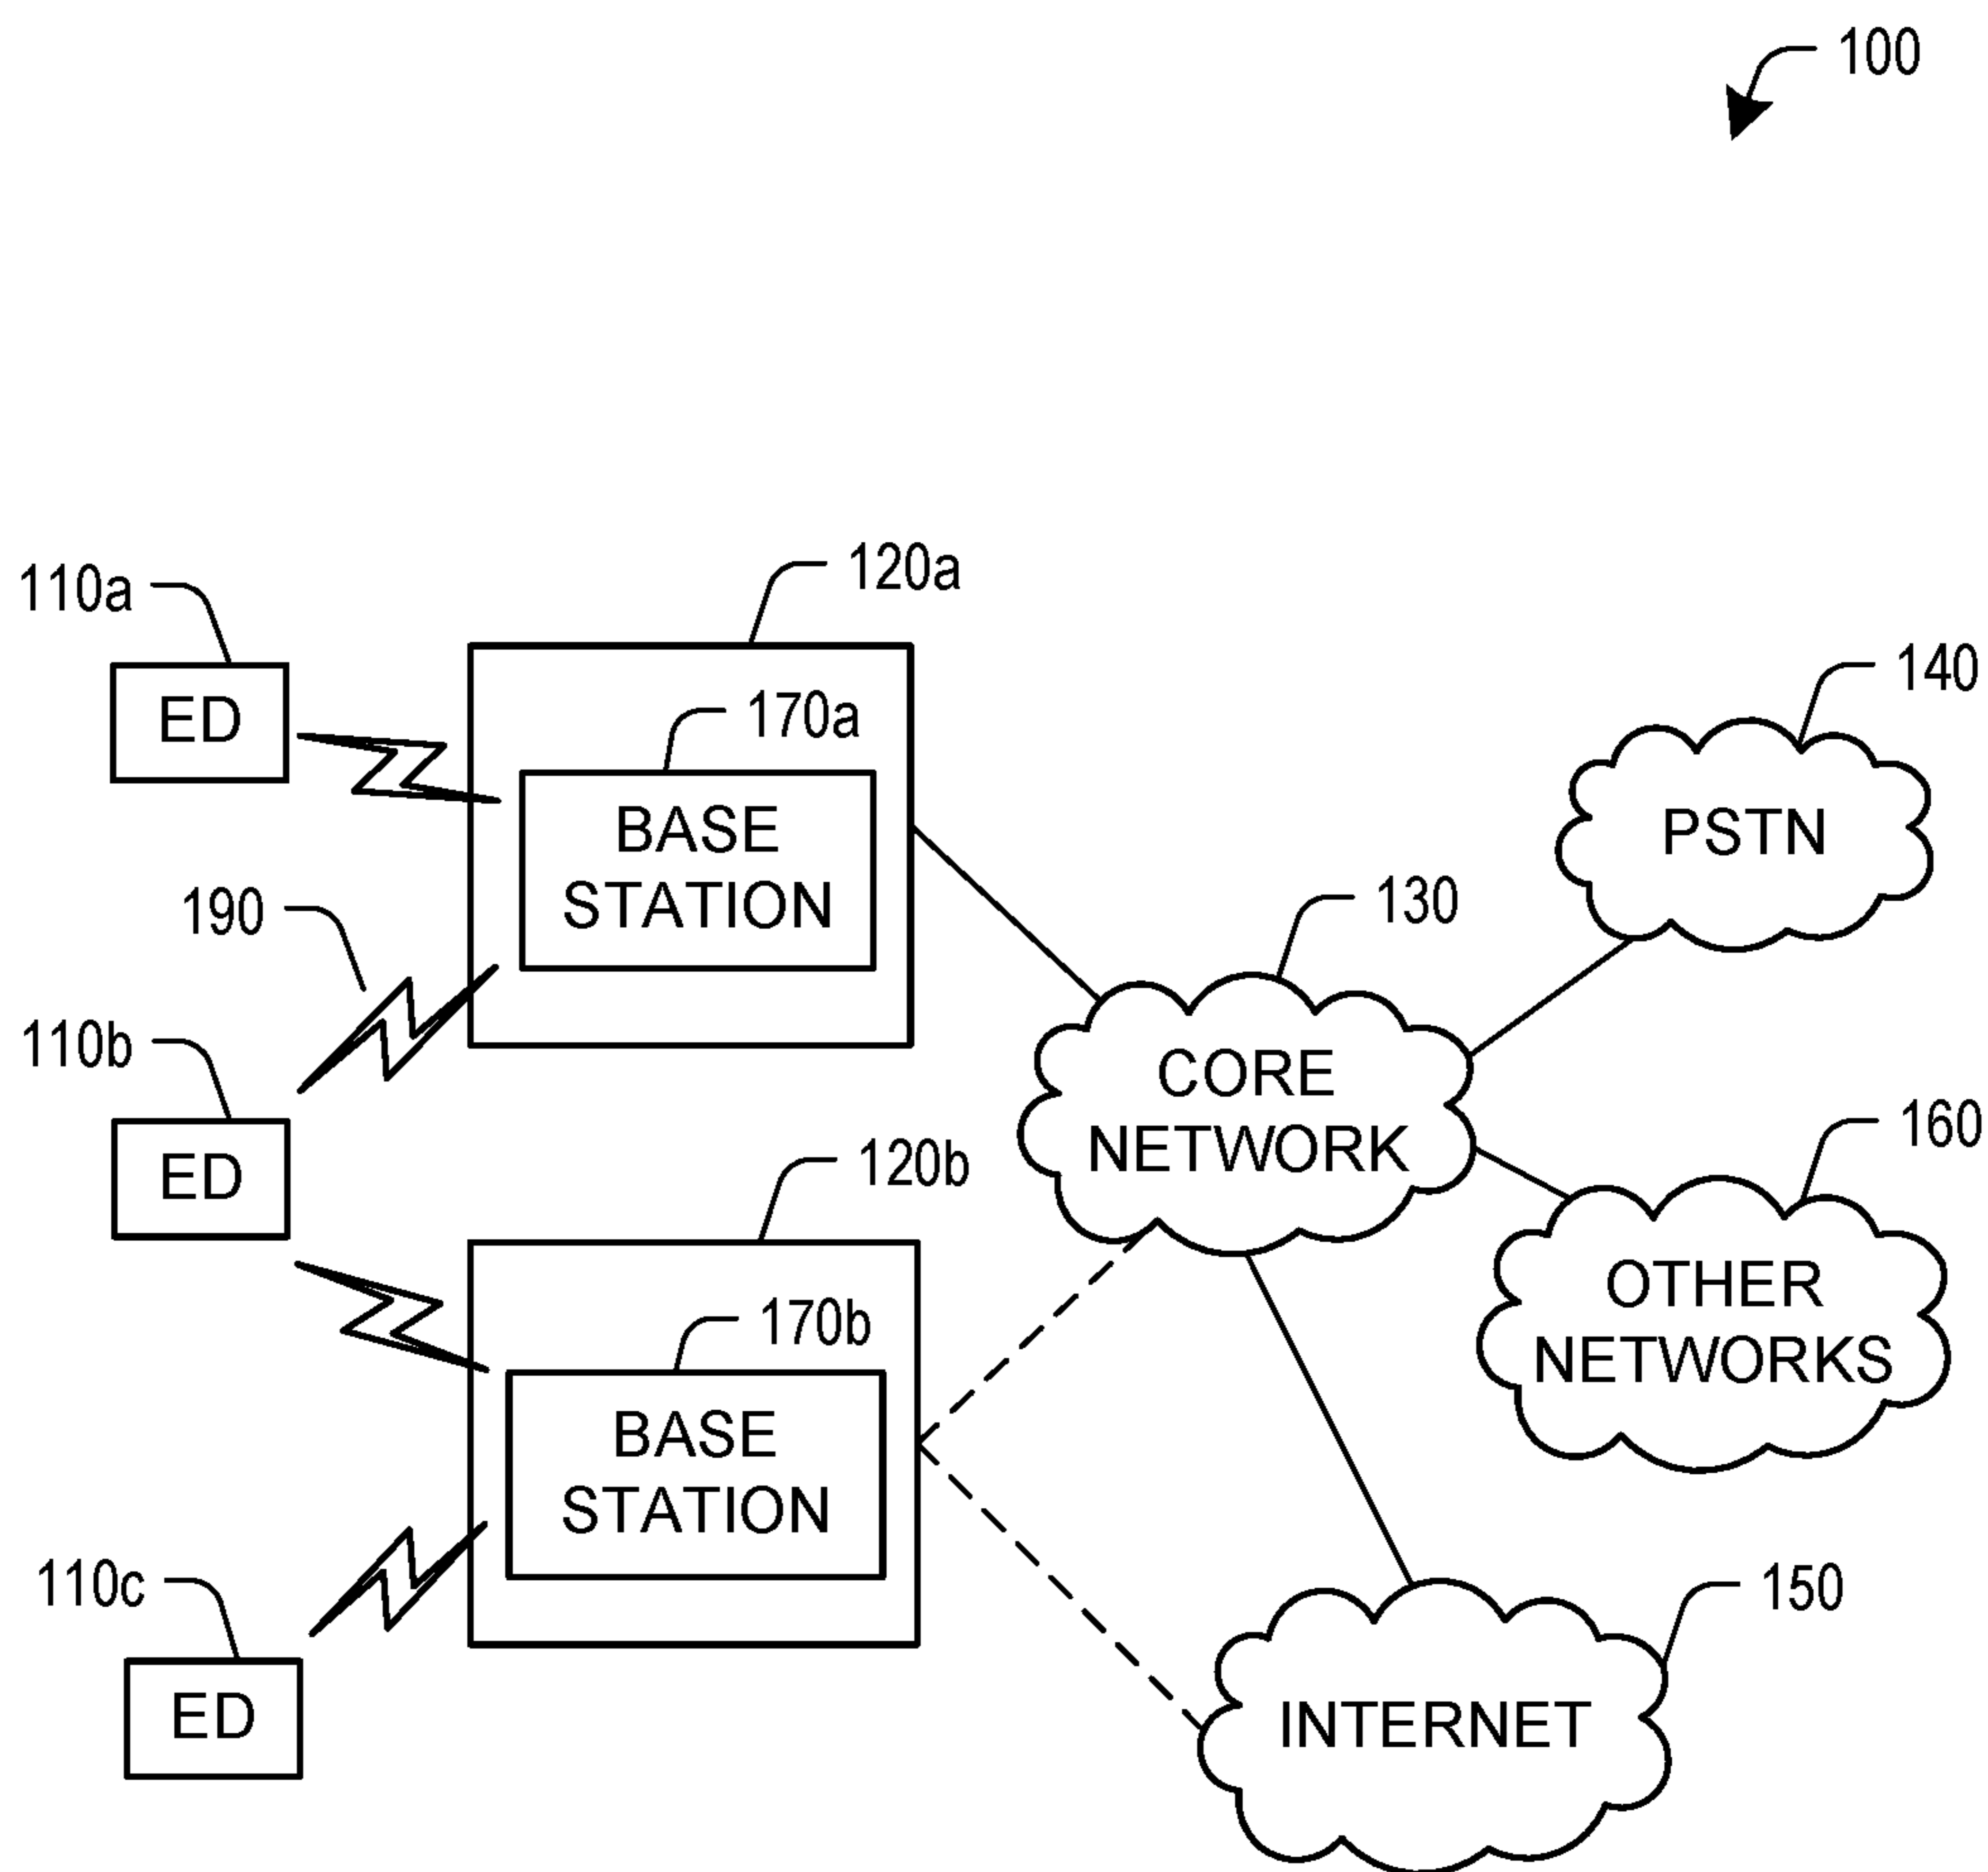 100
120a
110a
ED
170a
140
BASE
STATION
PSTN
190
130
110b
CORE
NETWORK
ED
120b
160
OTHER
NETWORKS
170b
BASE
STATION
110c
150
ED
INTERNET